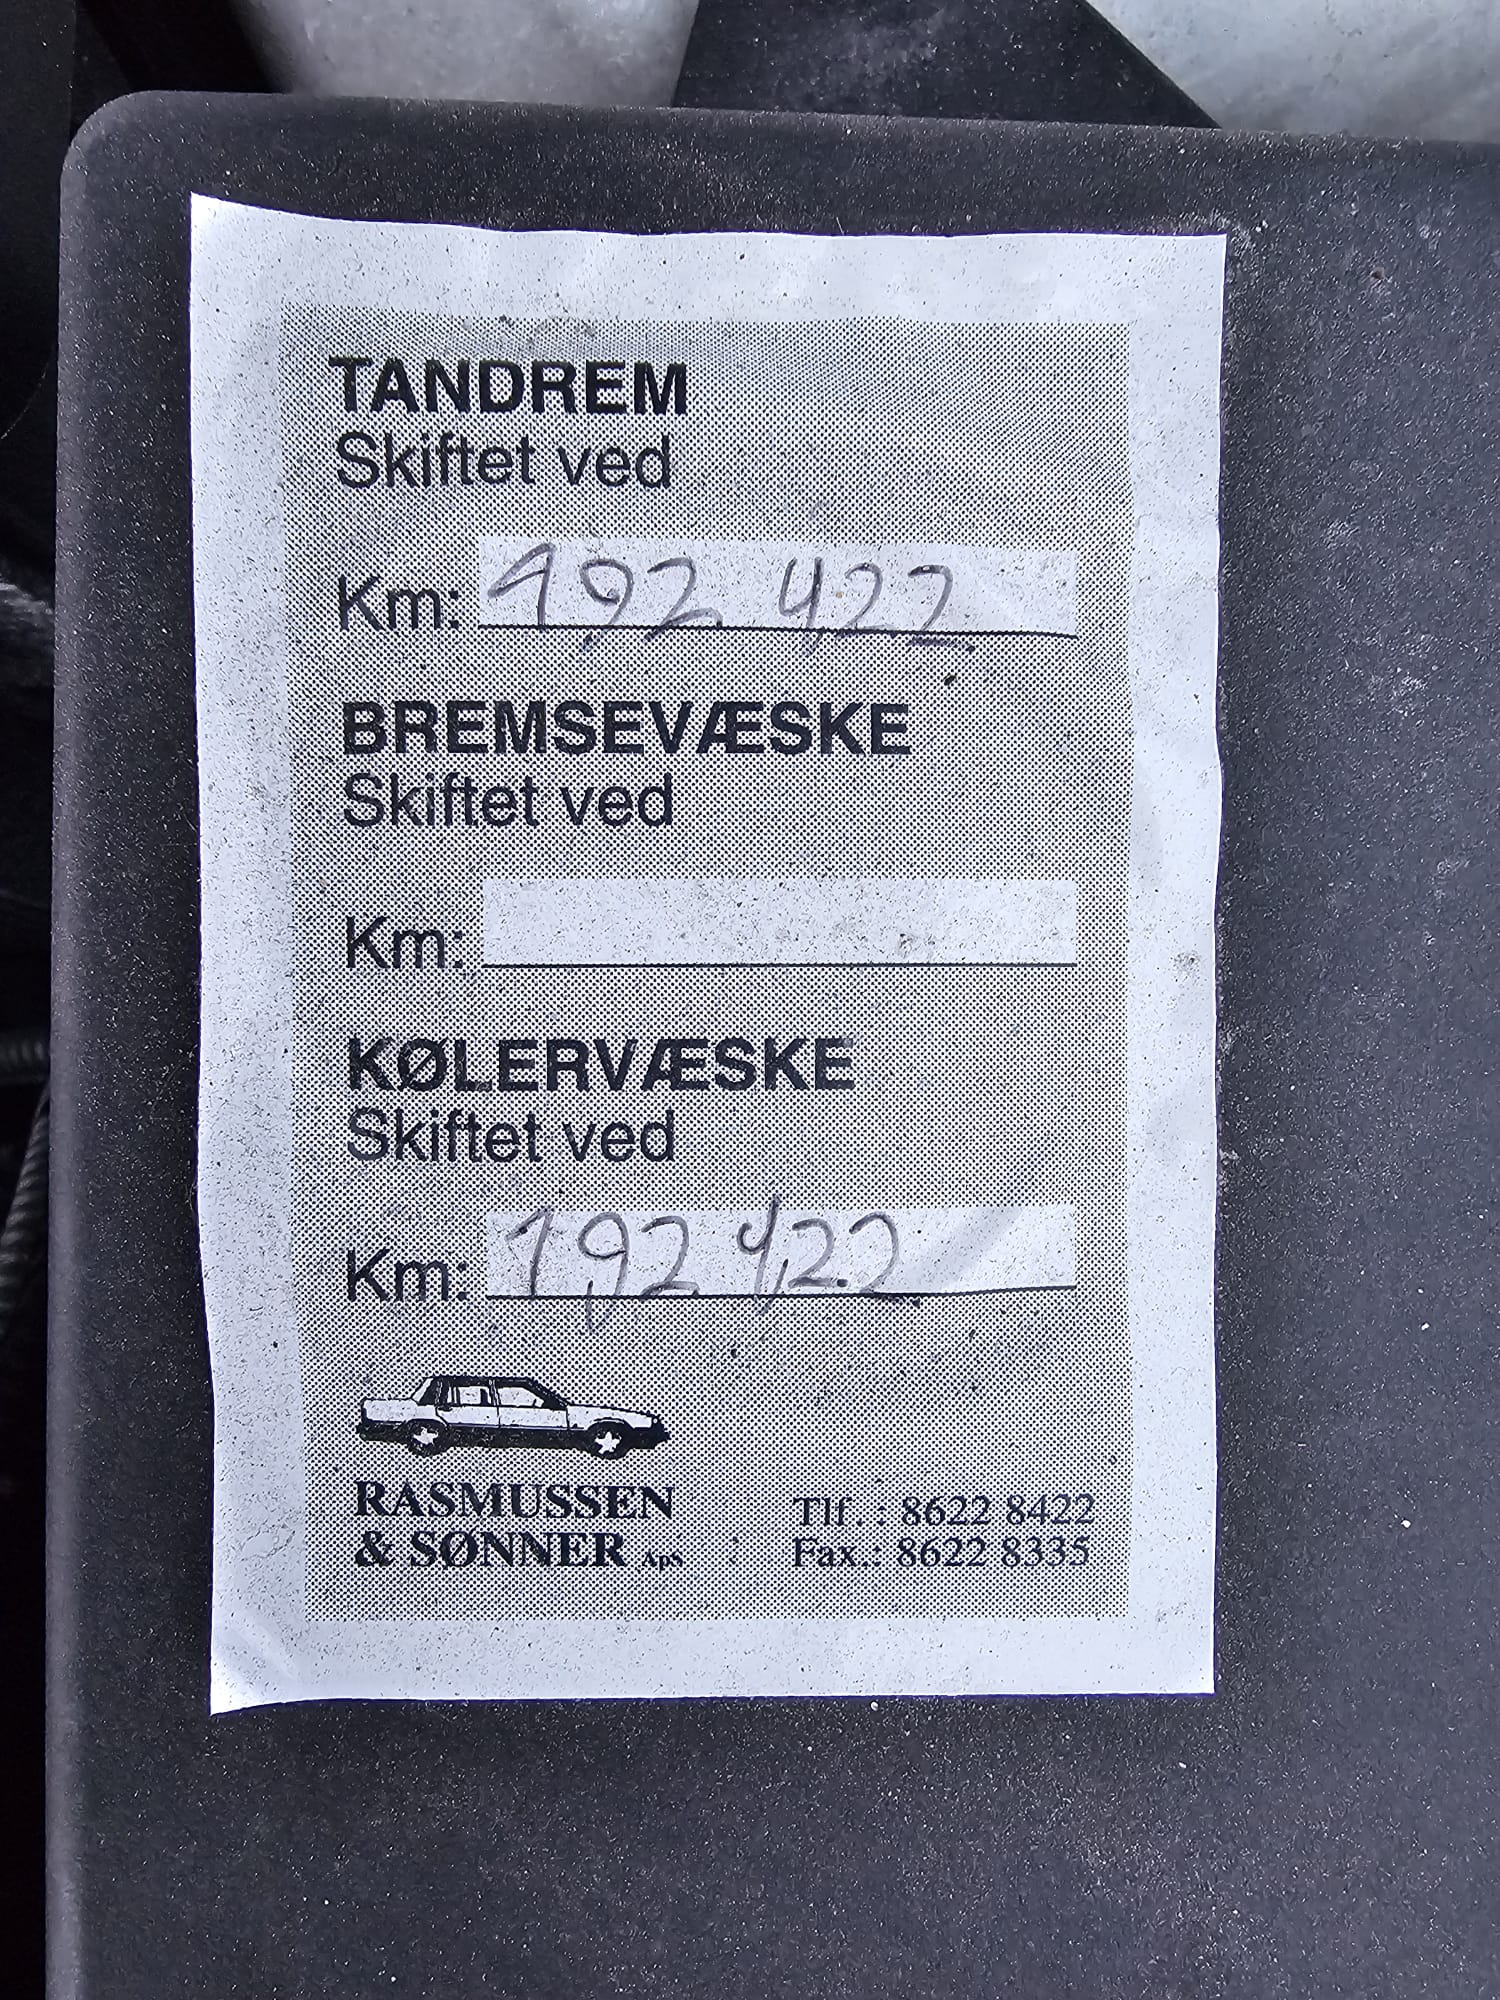 TANDREM
Skiftet ved
Km: 192 422
BREMSEVÆSKE
Skiftet ved
Km:
KØLERVÆSKE
Skiftet ved
Km: 192 422
RASMUSSEN
& SØNNER ApS
Tlf.: 8622 8422
Fax.: 8622 8335